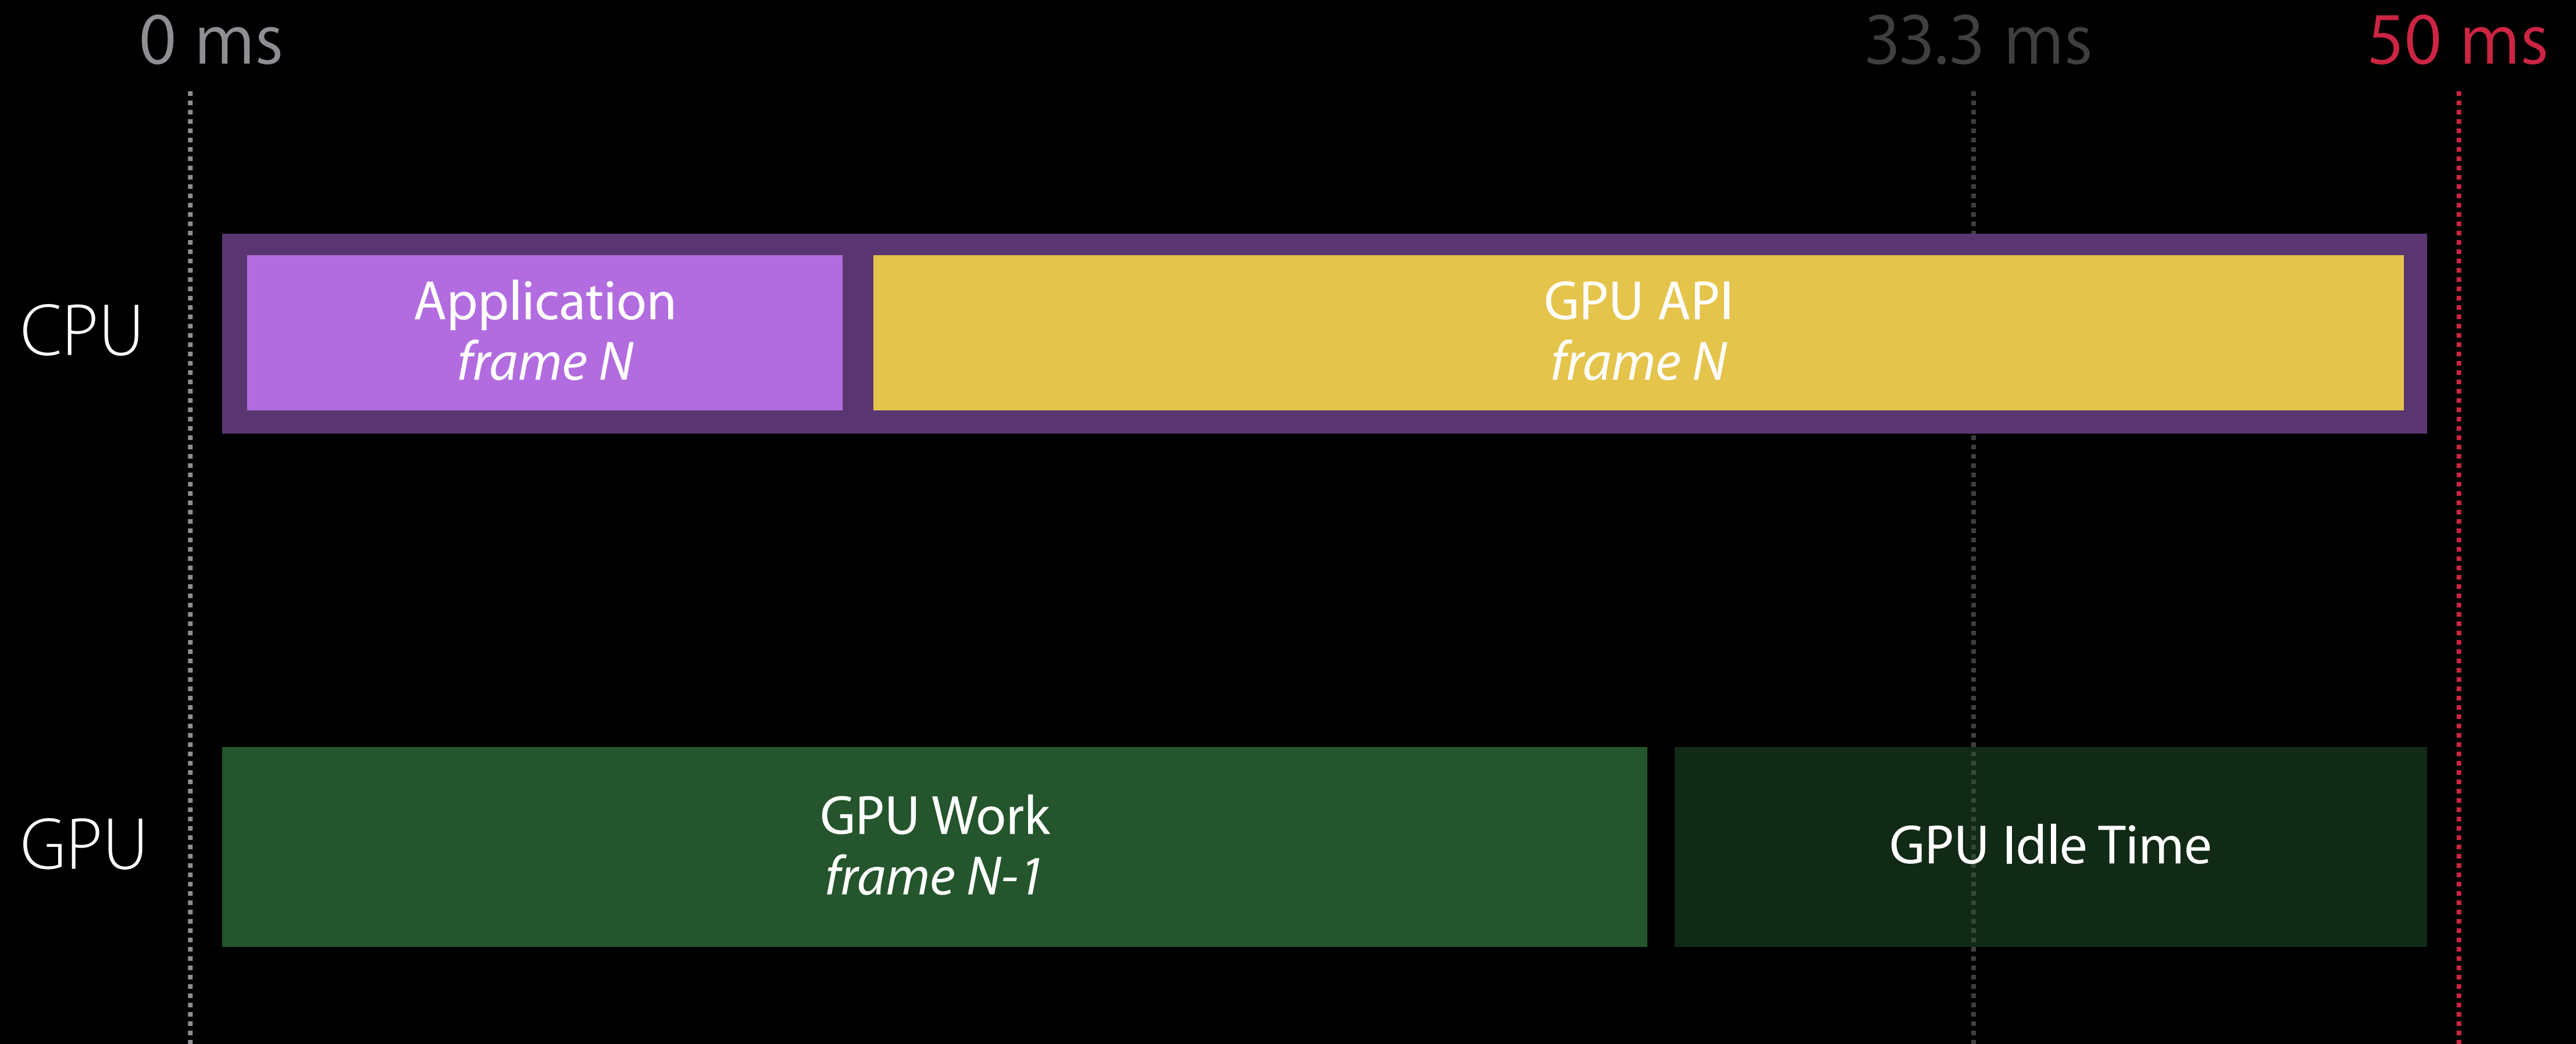 0 ms
33.3 ms
50 ms
CPU
Application
frame N
GPU API
frame N
GPU
GPU Work
frame N-1
GPU Idle Time